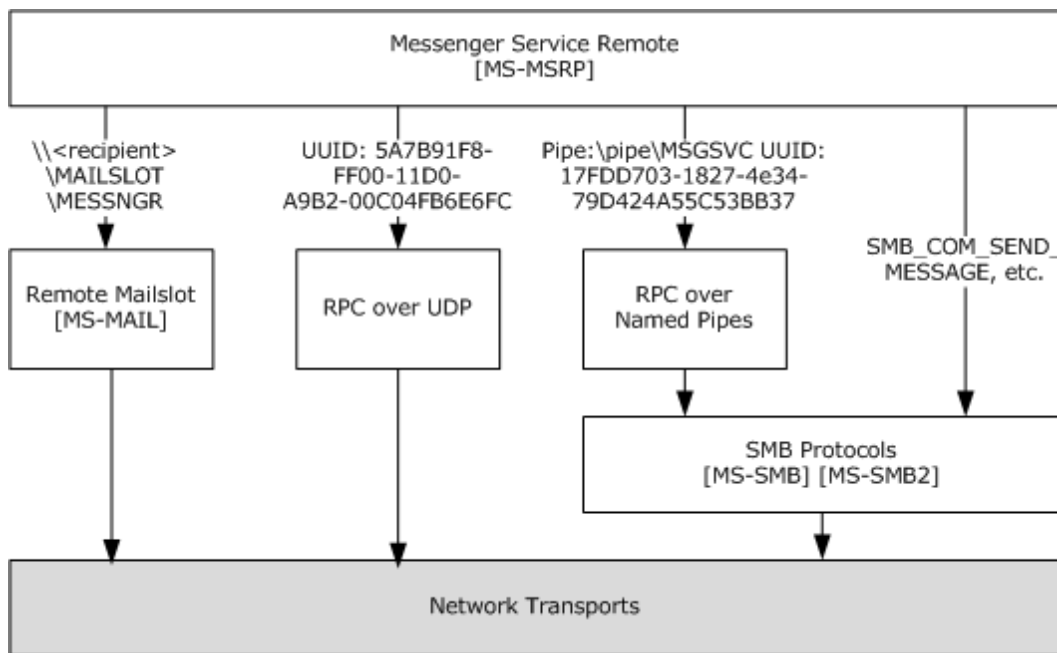 Messenger Service Remote
[MS-MSRP]
\\<recipient>
\MAILSLOT
\MESSNGR
UUID: 5A7B91F8-
FF00-11D0-
A9B2-00C04FB6E6FC
Pipe:\pipe\MSGSVC UUID:
17FDD703-1827-4e34-
79D424A55C53BB37
SMB_COM_SEND_
MESSAGE, etc.
Remote Mailslot
[MS-MAIL]
RPC over UDP
RPC over
Named Pipes
SMB Protocols
[MS-SMB] [MS-SMB2]
Network Transports